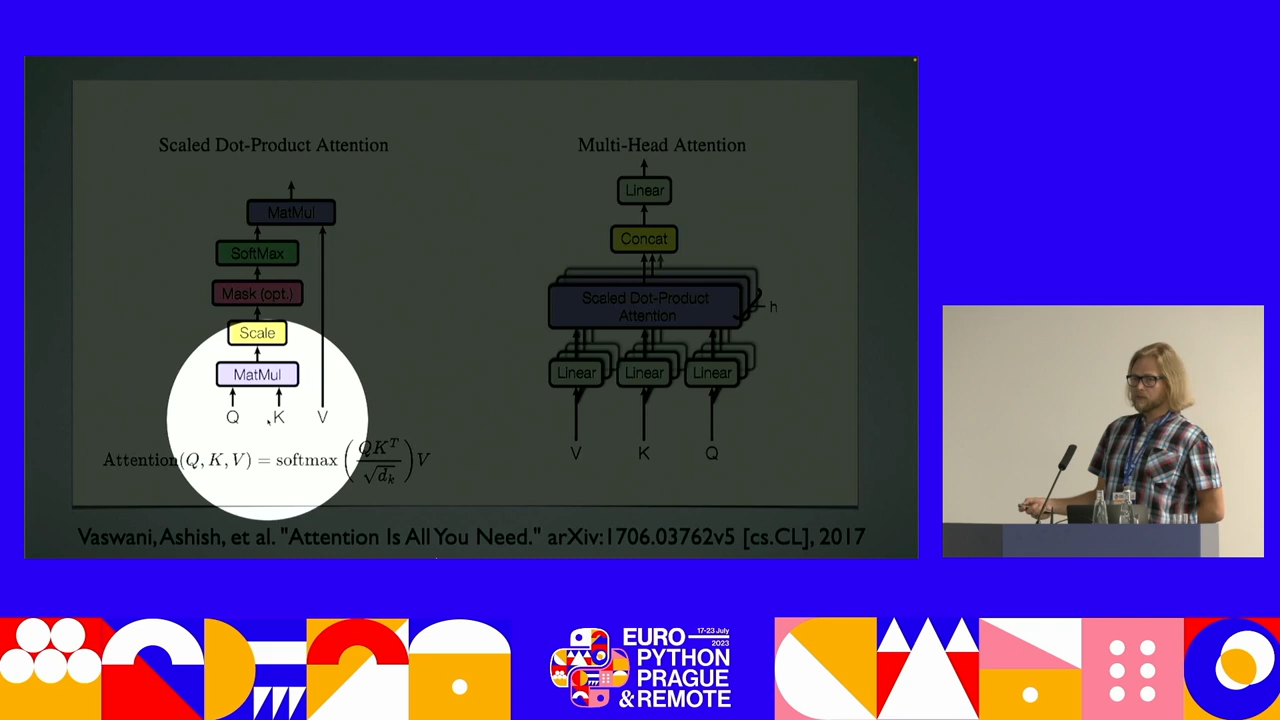 Scaled Dot-Product Attention
MatMul
SoftMax
Mask (opt.)
Scale
MatMul
Q K V
Attention(Q, K, V) = softmax(QK^T/√d_k)V
Multi-Head Attention
Linear
Concat
Scaled Dot-Product
Attention
h
Linear Linear Linear
V K Q
Vaswani, Ashish, et al. "Attention Is All You Need." arXiv:1706.03762v5 [cs.CL], 2017
EURO 17-23 July
2023
PYTHON
PRAGUE
& REMOTE